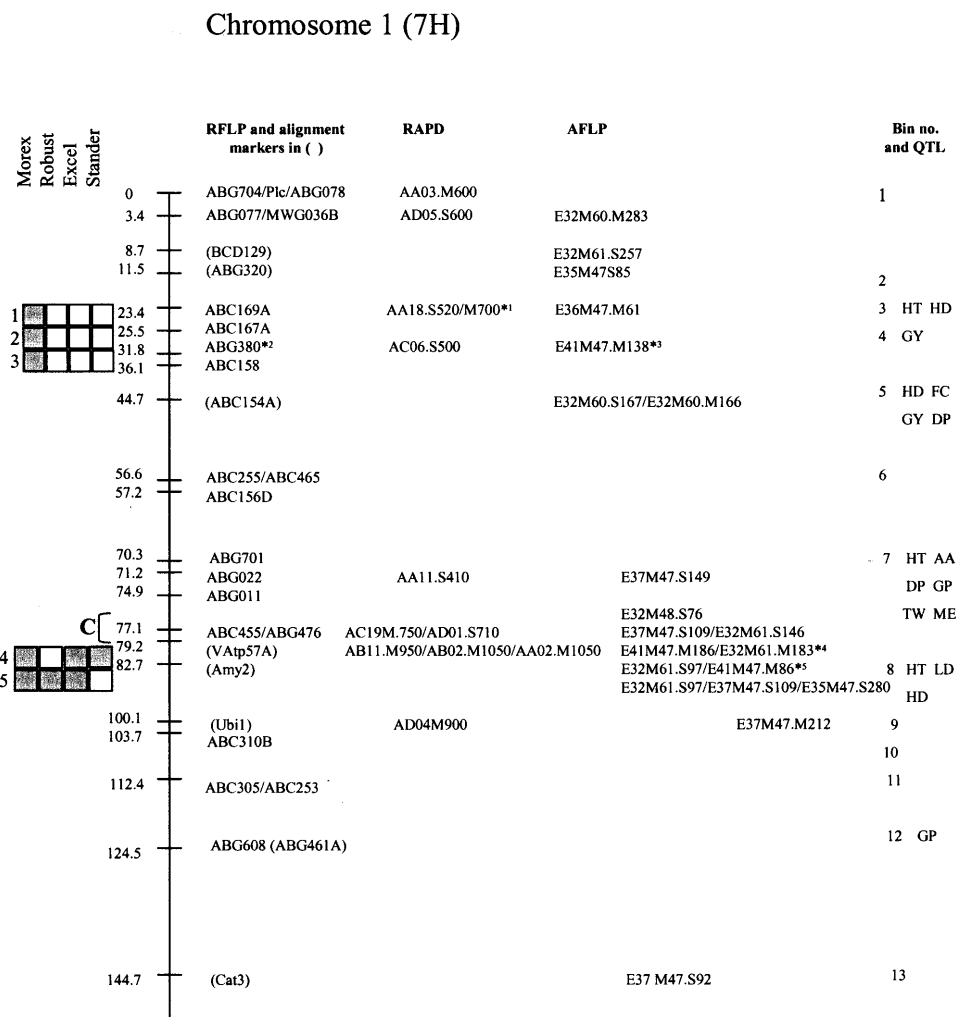 Chromosome 1 (7H)
Morex
Robust
Excel
Stander
RFLP and alignment RAPD AFLP Bin no.
markers in ( ) and QTL
0 ABG704/Plc/ABG078 AA03.M600 1
3.4 ABG077/MWG036B AD05.S600 E32M60.M283
8.7 (BCD129) E32M61.S257
11.5 (ABG320) E35M47S85
2
1 23.4 ABC169A AA18.S520/M700*1 E36M47.M61 3 HT HD
2 25.5 ABC167A 4 GY
31.8 ABG380*2 AC06.S500 E41M47.M138*3
3 36.1 ABC158
44.7 (ABC154A) E32M60.S167/E32M60.M166 5 HD FC
GY DP
56.6 ABC255/ABC465 6
57.2 ABC156D
70.3 ABG701 7 HT AA
71.2 ABG022 AA11.S410 E37M47.S149 DP GP
74.9 ABG011
E32M48.S76 TW ME
C 77.1 ABC455/ABG476 AC19M.750/AD01.S710 E37M47.S109/E32M61.S146
4 79.2 (VAtp57A) AB11.M950/AB02.M1050/AA02.M1050 E41M47.M186/E32M61.M183*4
82.7 (Amy2) E32M61.S97/E41M47.M86*5 8 HT LD
5 E32M61.S97/E37M47.S109/E35M47.S280 HD
100.1 (Ubi1) AD04M900 E37M47.M212 9
103.7 ABC310B 10
112.4 ABC305/ABC253 11
124.5 ABG608 (ABG461A) 12 GP
144.7 (Cat3) E37 M47.S92 13